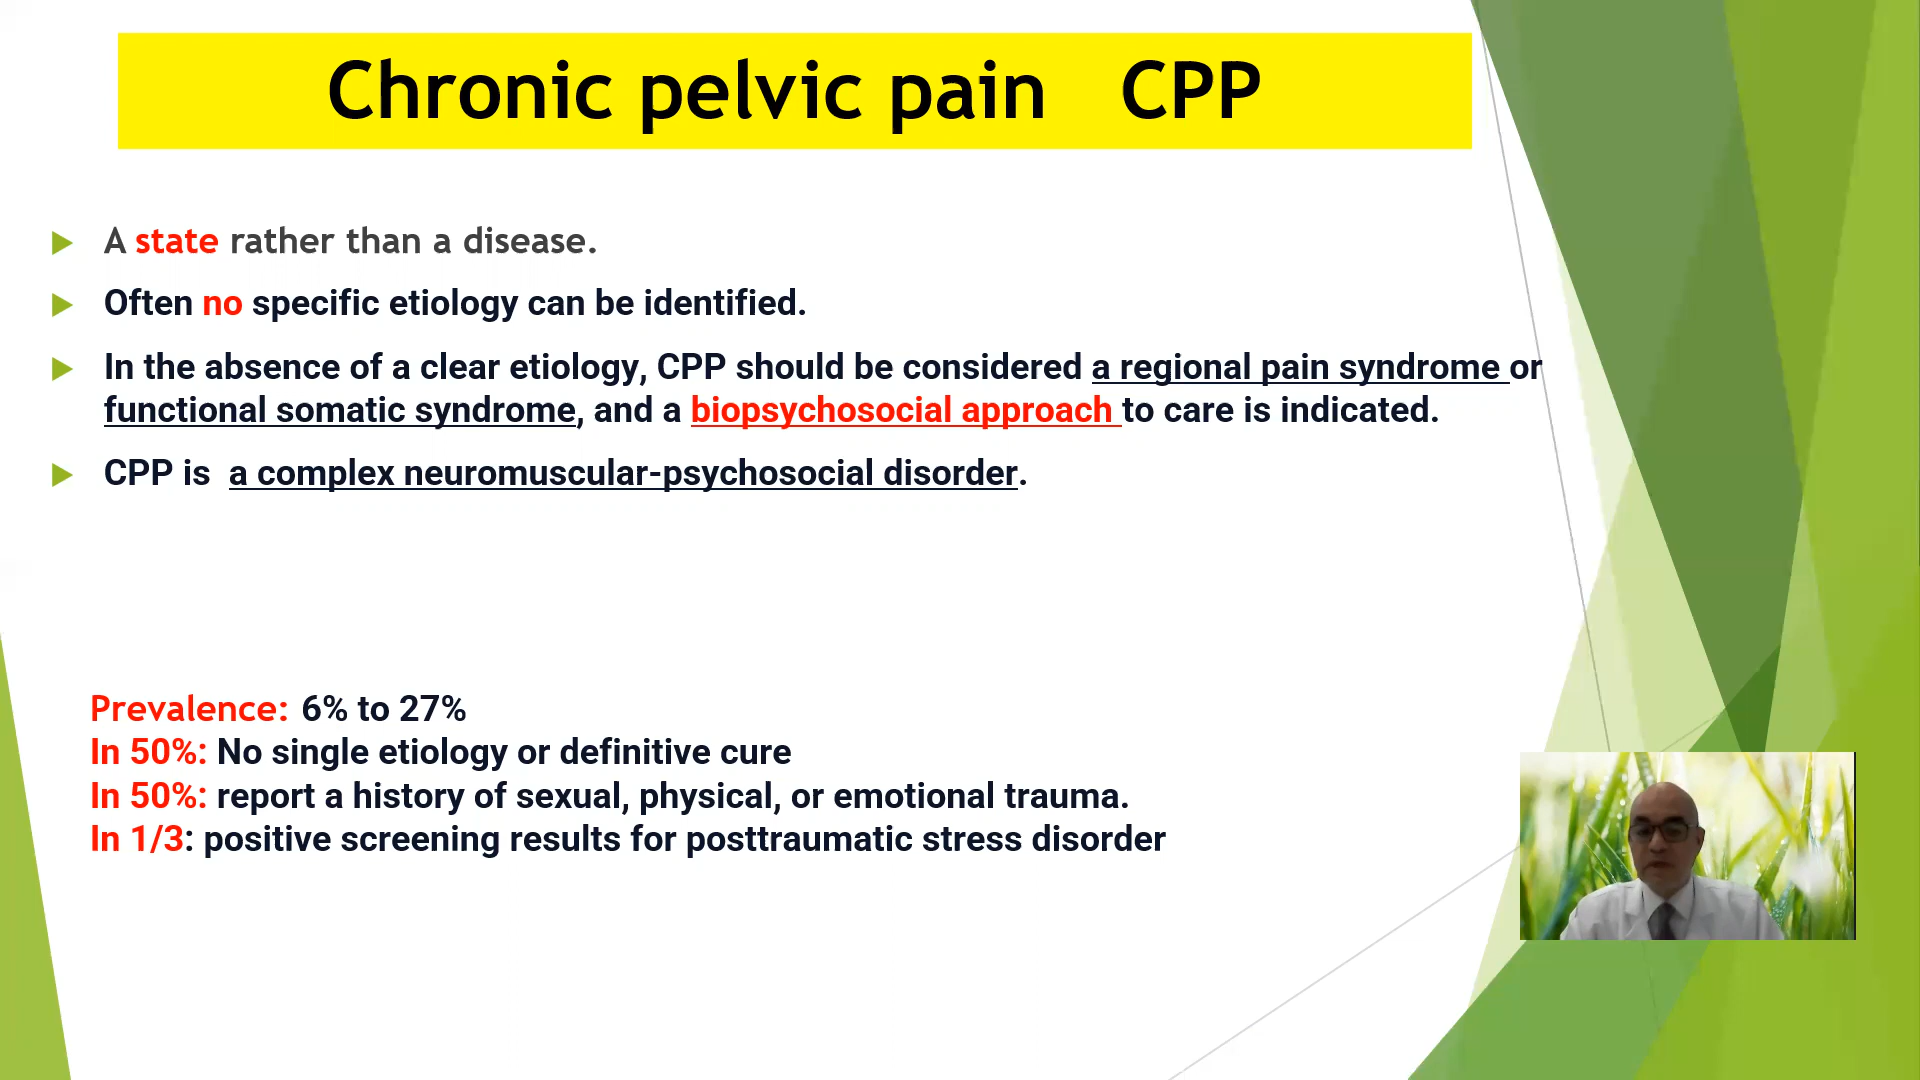 Chronic pelvic pain CPP
A state rather than a disease.
Often no specific etiology can be identified.
In the absence of a clear etiology, CPP should be considered a regional pain syndrome or
functional somatic syndrome, and a biopsychosocial approach to care is indicated.
CPP is a complex neuromuscular-psychosocial disorder.
Prevalence: 6% to 27%
In 50%: No single etiology or definitive cure
In 50%: report a history of sexual, physical, or emotional trauma.
In 1/3: positive screening results for posttraumatic stress disorder